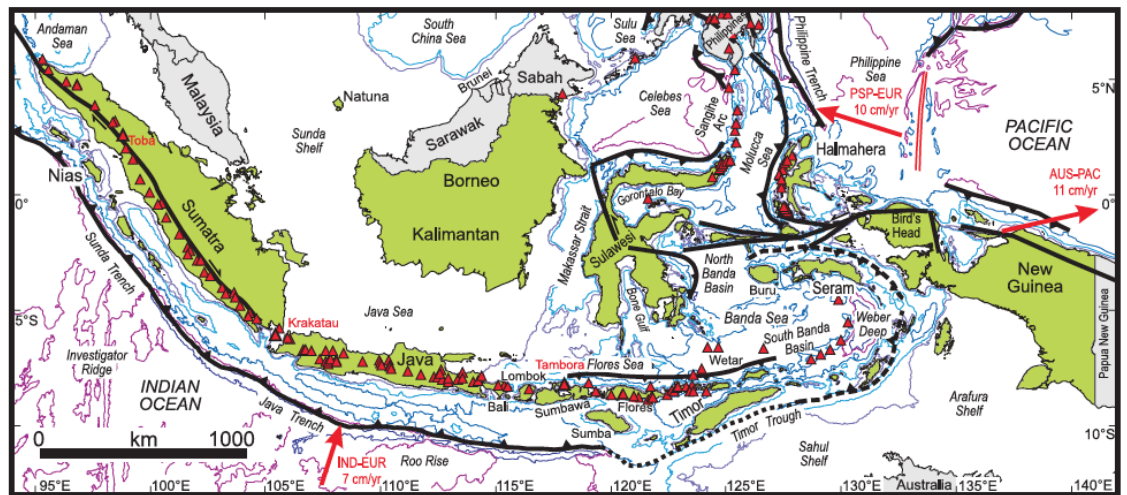 Andaman
Sea
South
China Sea
Sulu
Sea
Philippines
Philippine Trench
Philippine
Sea
Malaysia
Brunei
Sabah
5°N
Natuna
Celebes
Sea
PSP-EUR
10 cm/yr
Toba
Sunda
Shelf
Sarawak
Sangihe
Arc
Molucca
Sea
Halmahera
PACIFIC
OCEAN
Nias
Borneo
AUS-PAC
11 cm/yr
0°
Gorontalo Bay
0°
Sumatra
Kalimantan
Makassar Strait
Sulawesi
Bird's
Head
Sunda Trench
North
Banda
Basin
Buru
Seram
New
Guinea
Bone Gulf
Java Sea
Banda Sea
Weber
Deep
5°S
Krakatau
South Banda
Basin
Papua New Guinea
Investigator
Ridge
Java
Tambora
Flores Sea
Wetar
INDIAN
OCEAN
Lombok
Bali
Sumbawa
Flores
Timor
Arafura
Shelf
Java Trench
Sumba
Timor Trough
10°S
0
km
1000
IND-EUR
7 cm/yr
Roo Rise
Sahul
Shelf
Australia
95°E
100°E
105°E
110°E
115°E
120°E
125°E
130°E
135°E
140°E